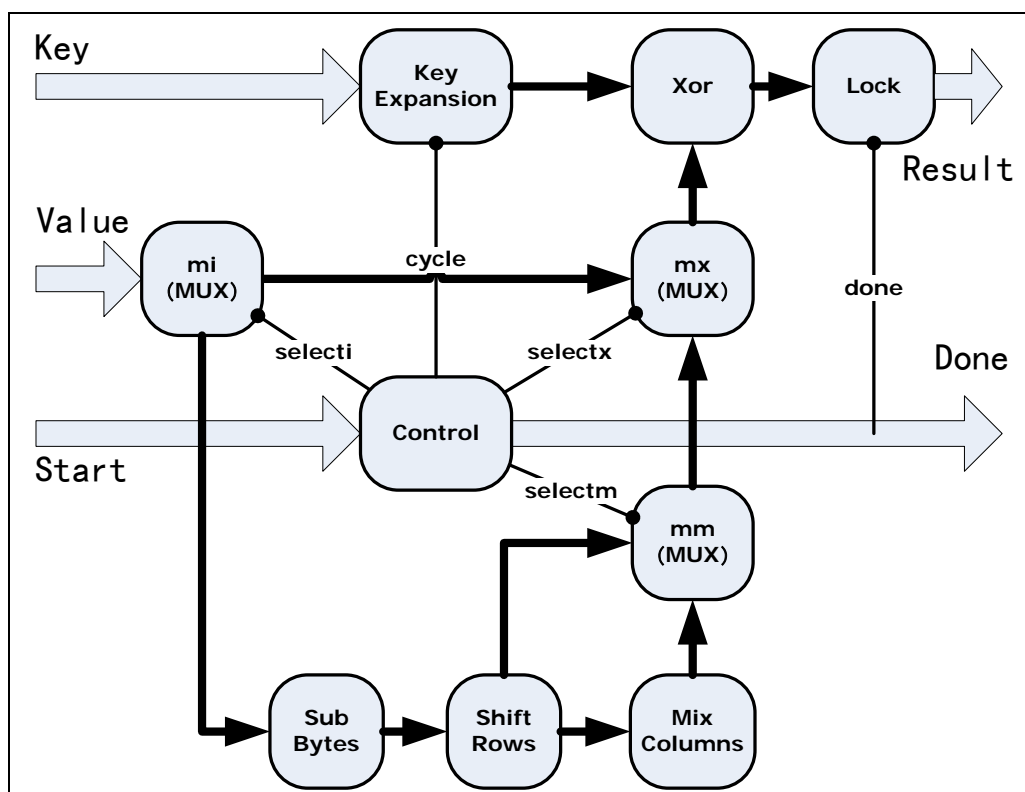 Key
Key
Expansion
Xor
Lock
Result
Value
mi
(MUX)
cycle
mx
(MUX)
done
selecti
selectx
Done
Control
Start
selectm
mm
(MUX)
Sub
Bytes
Shift
Rows
Mix
Columns